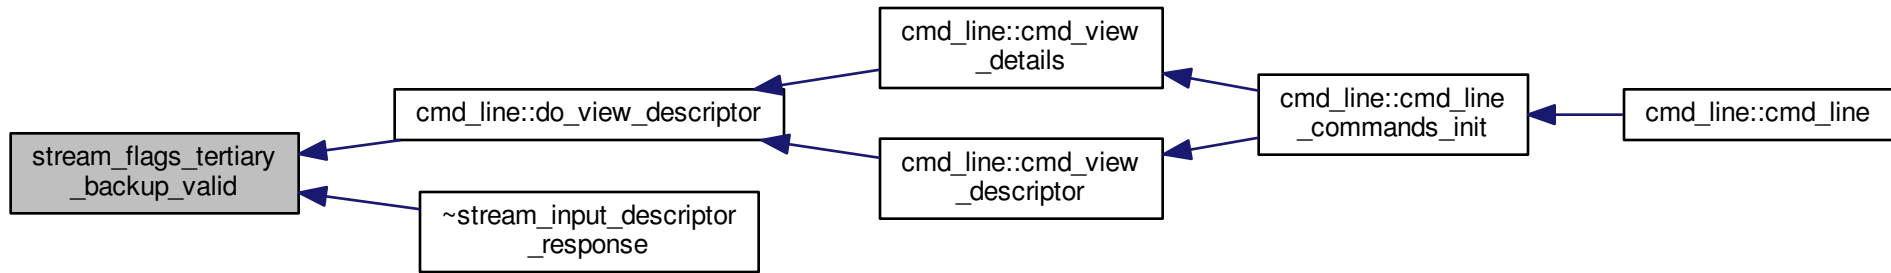 stream_flags_tertiary
_backup_valid
cmd_line::do_view_descriptor
~stream_input_descriptor
_response
cmd_line::cmd_view
_details
cmd_line::cmd_view
_descriptor
cmd_line::cmd_line
_commands_init
cmd_line::cmd_line